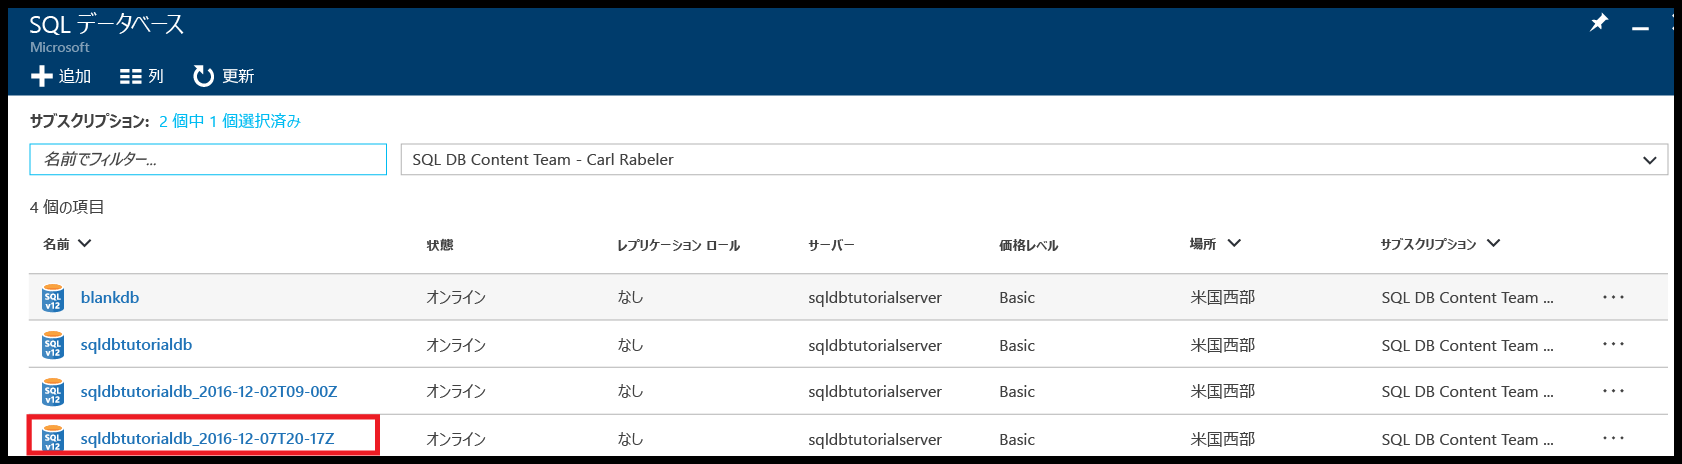 SQL データベース
Microsoft
追加 列 更新
サブスクリプション: 2 個中 1 個選択済み
名前でフィルター... SQL DB Content Team - Carl Rabeler
4 個の項目
名前 状態 レプリケーション ロール サーバー 価格レベル 場所 サブスクリプション
SQL v12 blankdb オンライン なし sqldbtutorialserver Basic 米国西部 SQL DB Content Team ... ...
SQL v12 sqldbtutorialdb オンライン なし sqldbtutorialserver Basic 米国西部 SQL DB Content Team ... ...
SQL v12 sqldbtutorialdb_2016-12-02T09-00Z オンライン なし sqldbtutorialserver Basic 米国西部 SQL DB Content Team ... ...
SQL v12 sqldbtutorialdb_2016-12-07T20-17Z オンライン なし sqldbtutorialserver Basic 米国西部 SQL DB Content Team ... ...